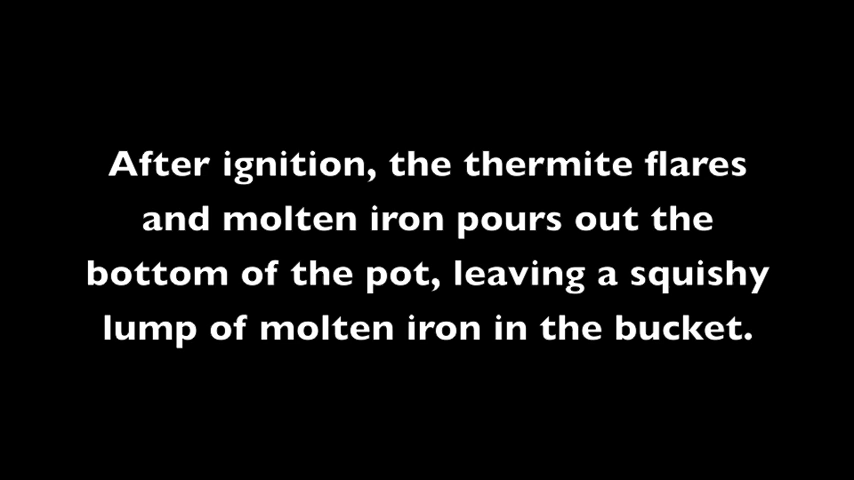 After ignition, the thermite flares
and molten iron pours out the
bottom of the pot, leaving a squishy
lump of molten iron in the bucket.